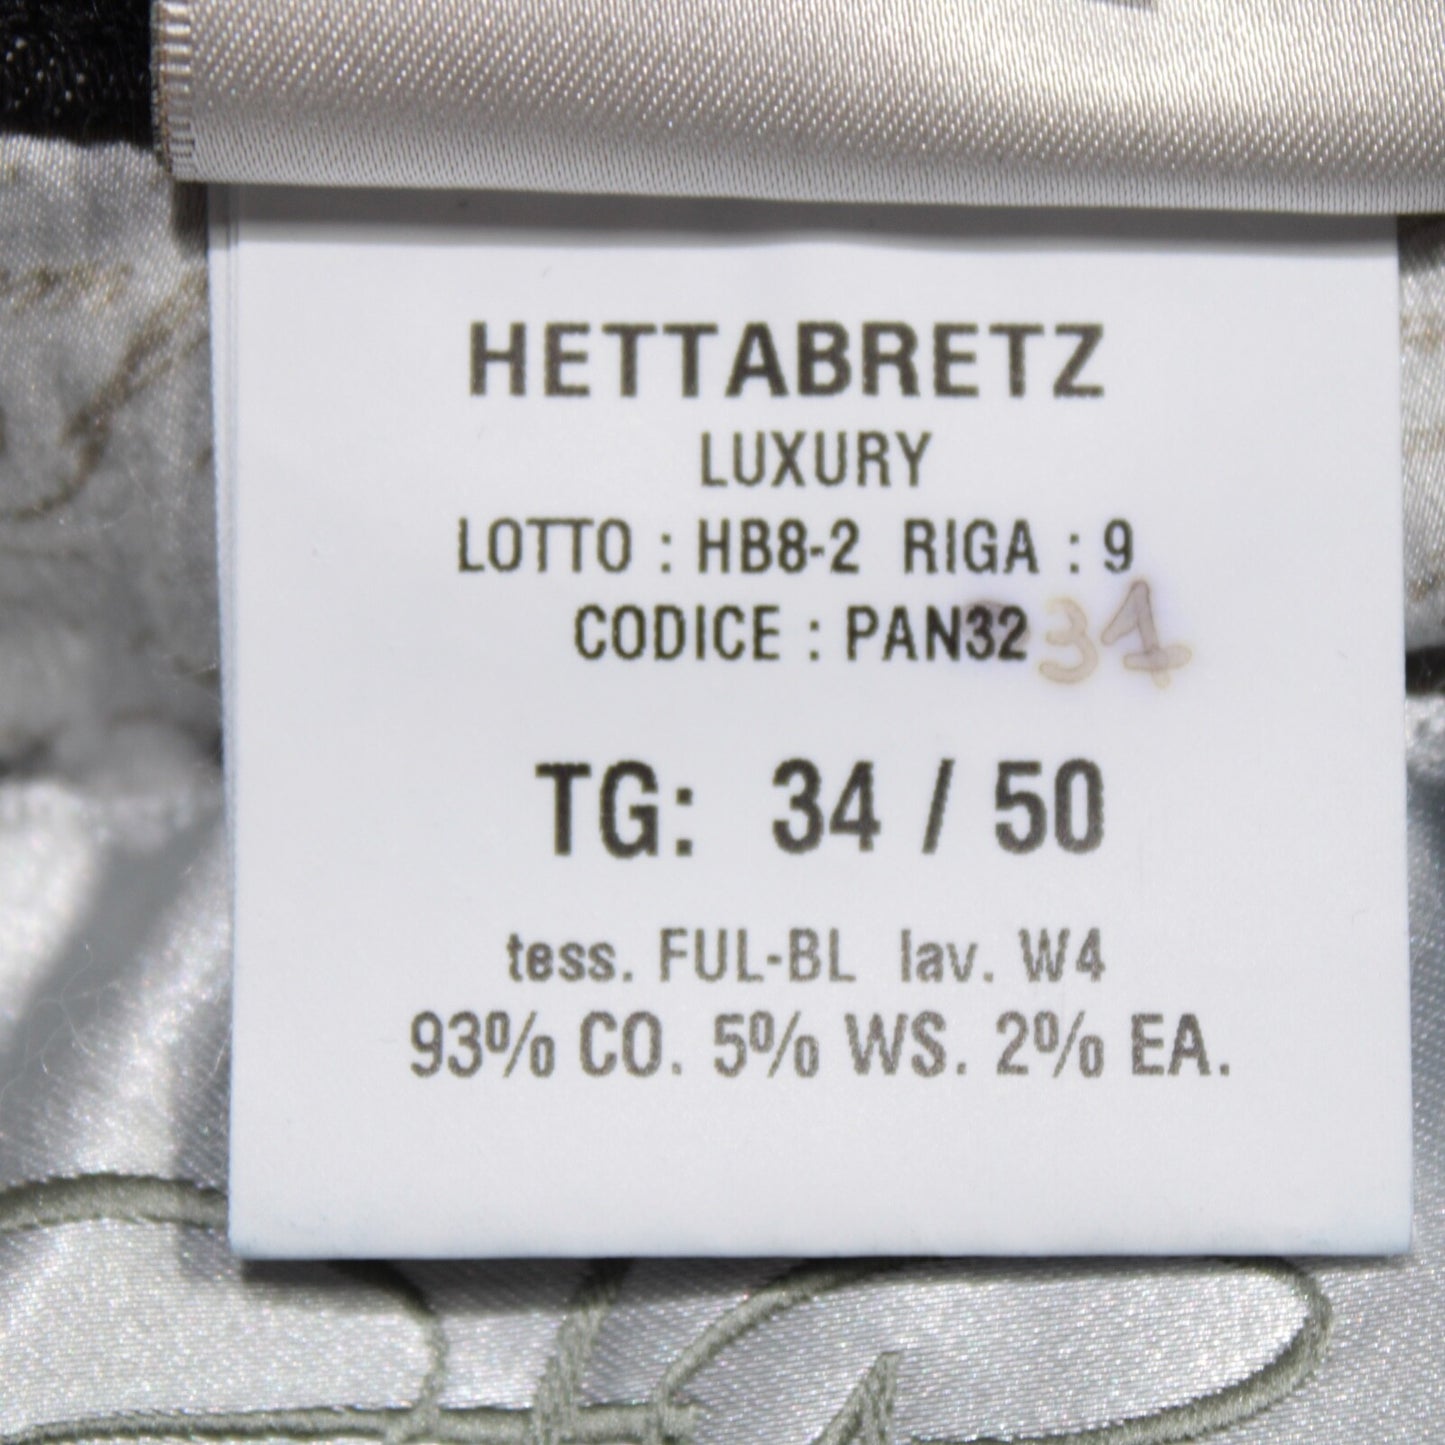 HETTABRETZ
LUXURY
LOTTO : HB8-2 RIGA : 9
CODICE : PAN32 31
TG: 34 / 50
tess. FUL-BL lav. W4
93% CO. 5% WS. 2% EA.